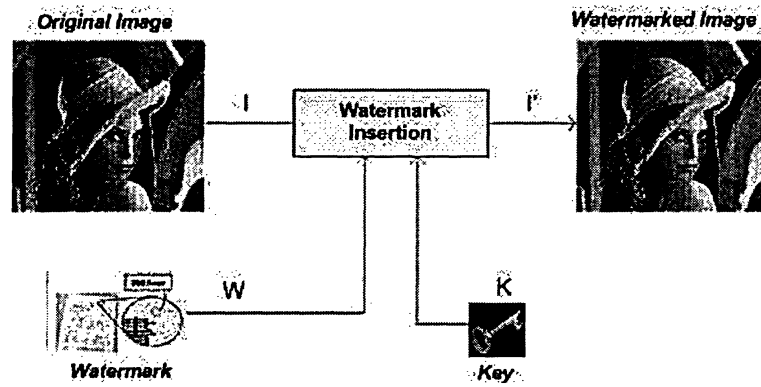 Original Image
Watermarked Image
I
Watermark
Insertion
I'
W
K
Watermark
Key